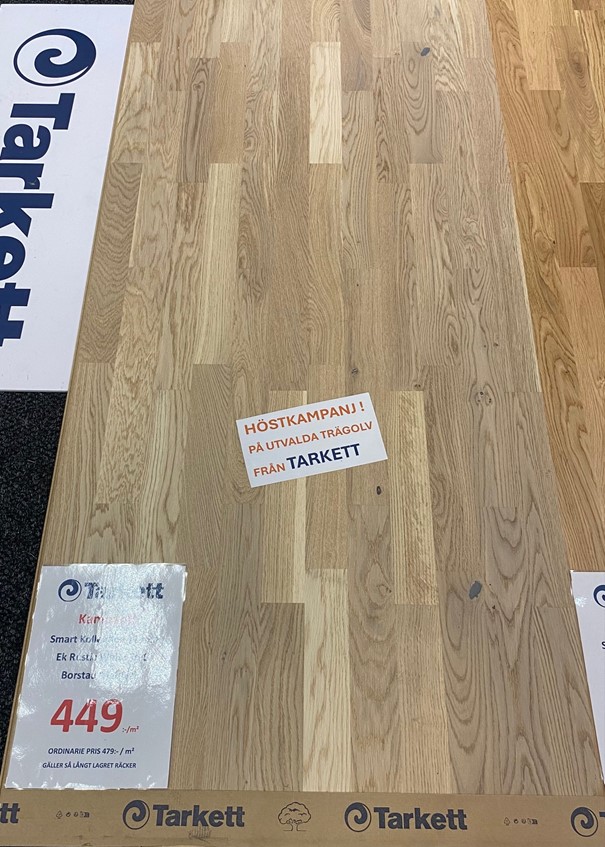 Tarkett
HÖSTKAMPANJ !
PÅ UTVALDA TRÄGOLV
FRÅN TARKETT
Tarkett
Smart
Ek
449:-/m²
ORDINARIE PRIS 479:- / m²
GÄLLER SÅ LÅNGT LAGRET RÄCKER
tt
Tarkett
Tarkett